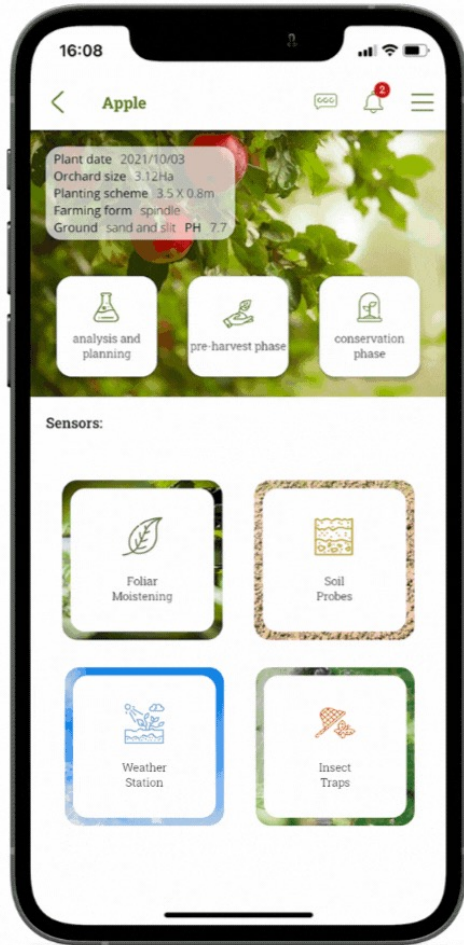 16:08
Apple
2
Plant date 2021/10/03
Orchard size 3.12Ha
Planting scheme 3.5 X 0.8m
Farming form spindle
Ground sand and slit PH 7.7
analysis and
planning
pre-harvest phase
conservation
phase
Sensors:
Foliar
Moistening
Soil
Probes
Weather
Station
Insect
Traps